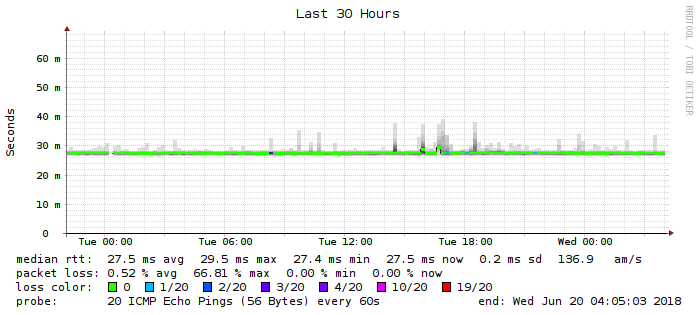 Last 30 Hours
RRDTOOL / TOBI OETIKER
Seconds
60 m
50 m
40 m
30 m
20 m
10 m
0
Tue 00:00 Tue 06:00 Tue 12:00 Tue 18:00 Wed 00:00
median rtt: 27.5 ms avg 29.5 ms max 27.4 ms min 27.5 ms now 0.2 ms sd 136.9 am/s
packet loss: 0.52 % avg 66.81 % max 0.00 % min 0.00 % now
loss color: 0 1/20 2/20 3/20 4/20 10/20 19/20
probe: 20 ICMP Echo Pings (56 Bytes) every 60s end: Wed Jun 20 04:05:03 2018